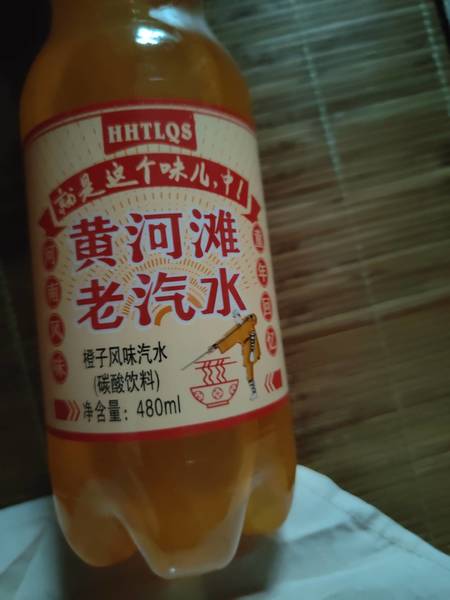 HHTLQS
就是这个味儿,中!
黄河滩
老汽水
河南风味
童年回忆
橙子风味汽水
(碳酸饮料)
净含量:480ml